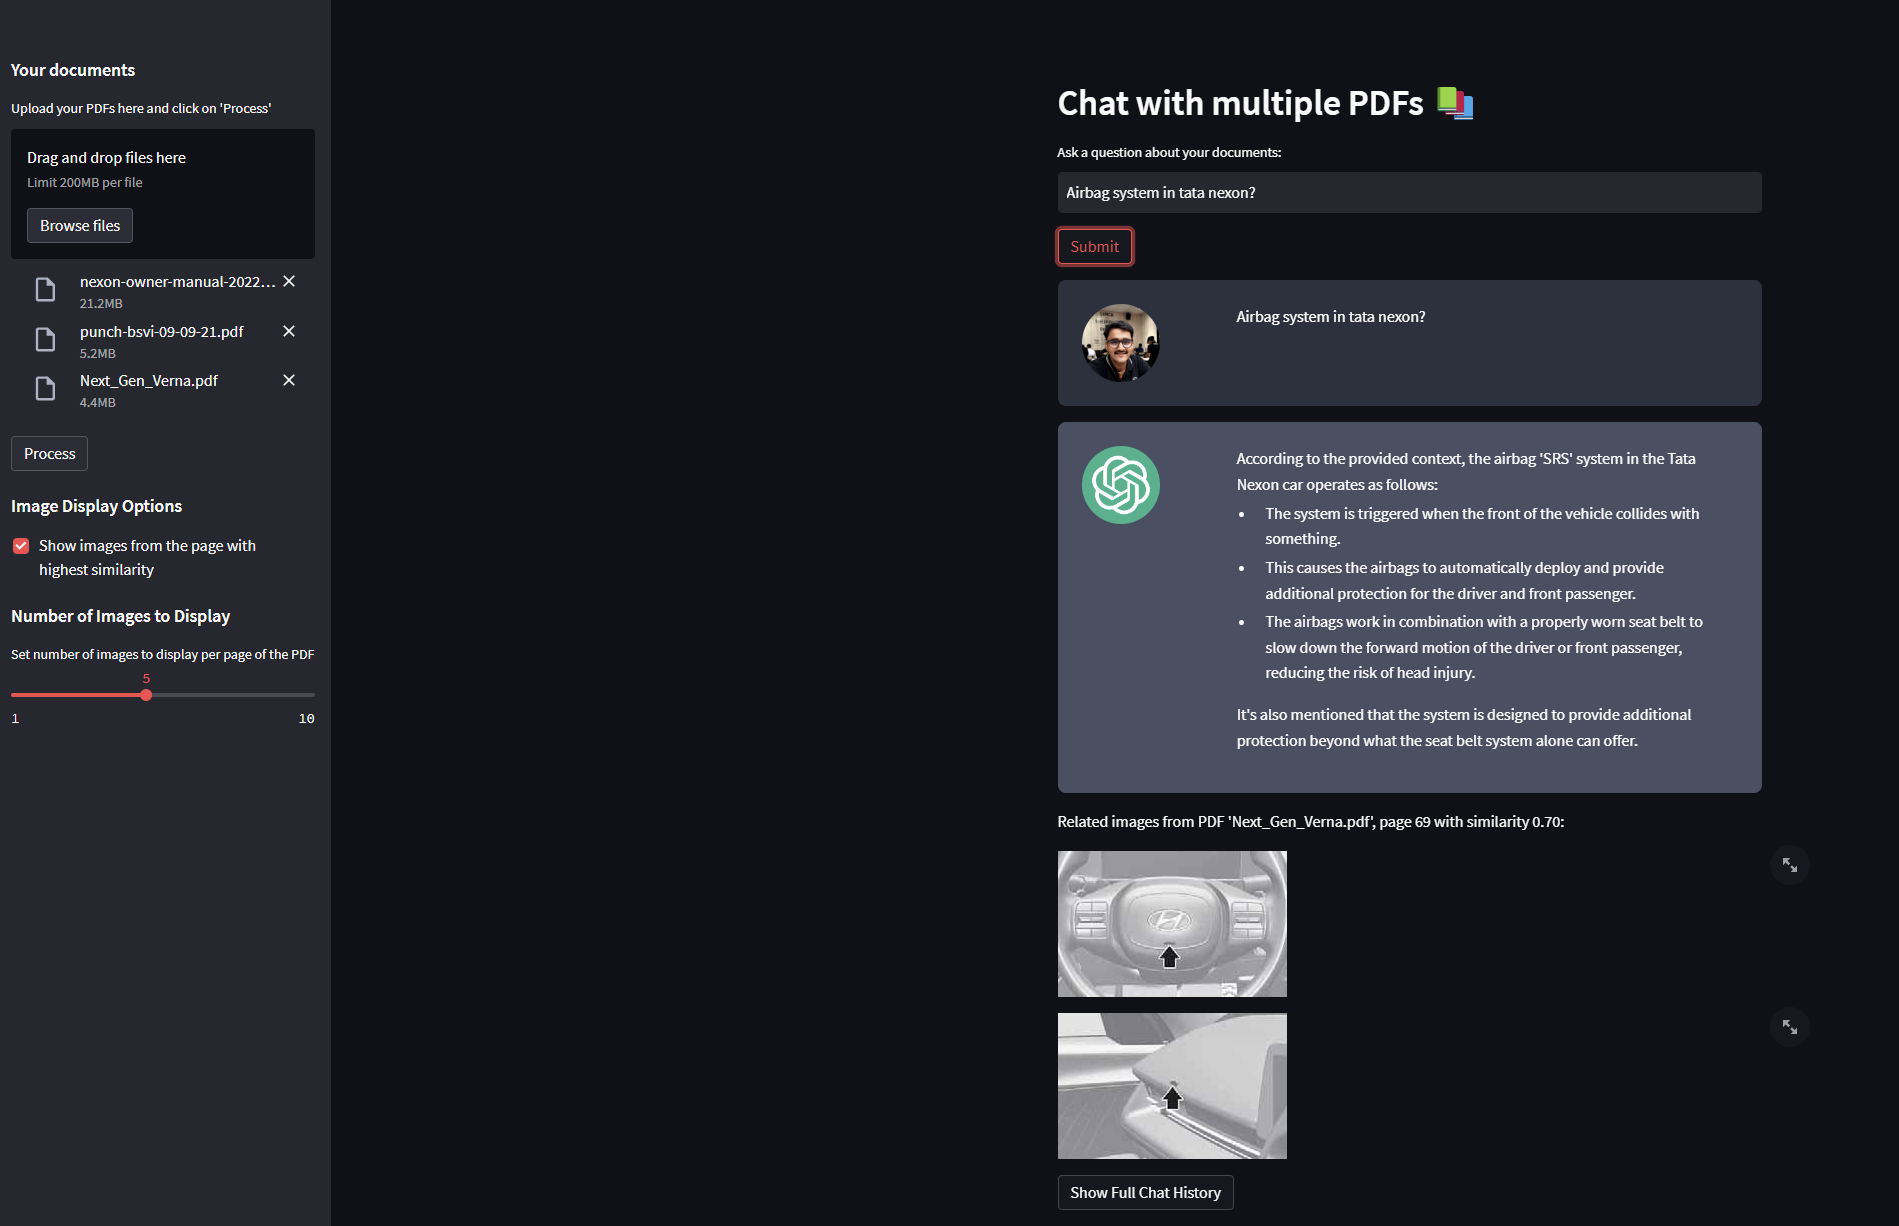 Your documents
Upload your PDFs here and click on 'Process'
Drag and drop files here
Limit 200MB per file
Browse files
nexon-owner-manual-2022...
21.2MB
punch-bsvi-09-09-21.pdf
5.2MB
Next_Gen_Verna.pdf
4.4MB
Process
Image Display Options
Show images from the page with
highest similarity
Number of Images to Display
Set number of images to display per page of the PDF
5
1 10
Chat with multiple PDFs
Ask a question about your documents:
Airbag system in tata nexon?
Submit
Airbag system in tata nexon?
According to the provided context, the airbag 'SRS' system in the Tata
Nexon car operates as follows:
• The system is triggered when the front of the vehicle collides with
something.
• This causes the airbags to automatically deploy and provide
additional protection for the driver and front passenger.
• The airbags work in combination with a properly worn seat belt to
slow down the forward motion of the driver or front passenger,
reducing the risk of head injury.
It's also mentioned that the system is designed to provide additional
protection beyond what the seat belt system alone can offer.
Related images from PDF 'Next_Gen_Verna.pdf', page 69 with similarity 0.70:
Show Full Chat History